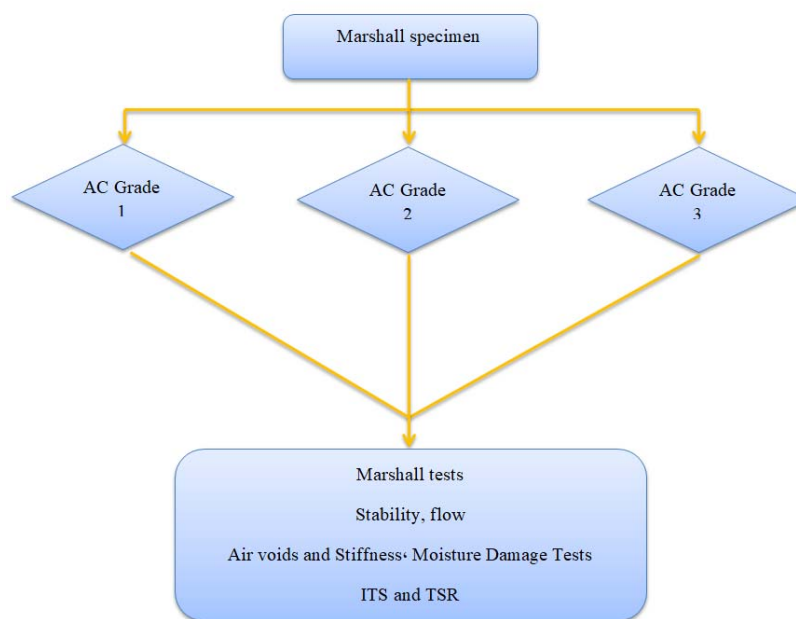 Marshall specimen
AC Grade
1
AC Grade
2
AC Grade
3
Marshall tests
Stability, flow
Air voids and Stiffness، Moisture Damage Tests
ITS and TSR